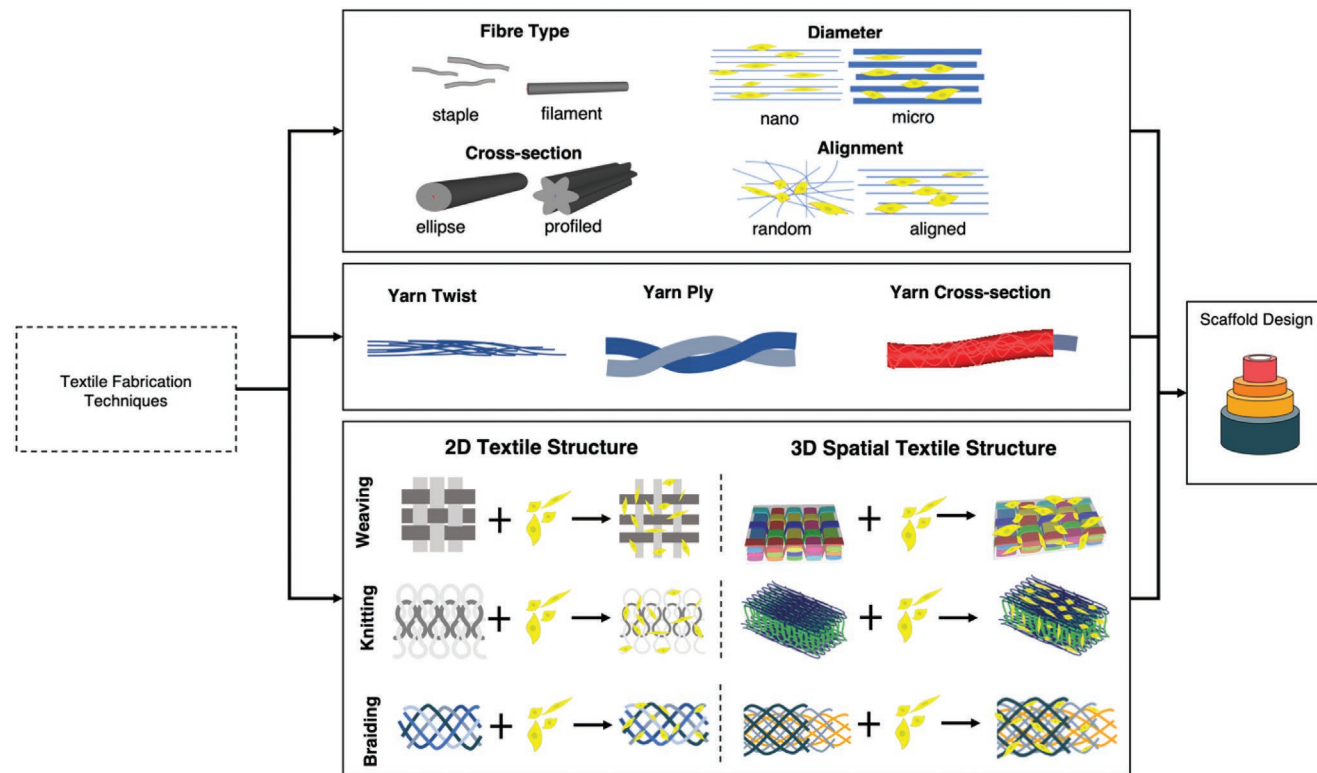 Textile Fabrication
Techniques
Fibre Type
staple
filament
Cross-section
ellipse
profiled
Diameter
nano
micro
Alignment
random
aligned
Yarn Twist
Yarn Ply
Yarn Cross-section
2D Textile Structure
3D Spatial Textile Structure
Weaving
+
+
Knitting
+
+
Braiding
+
+
Scaffold Design